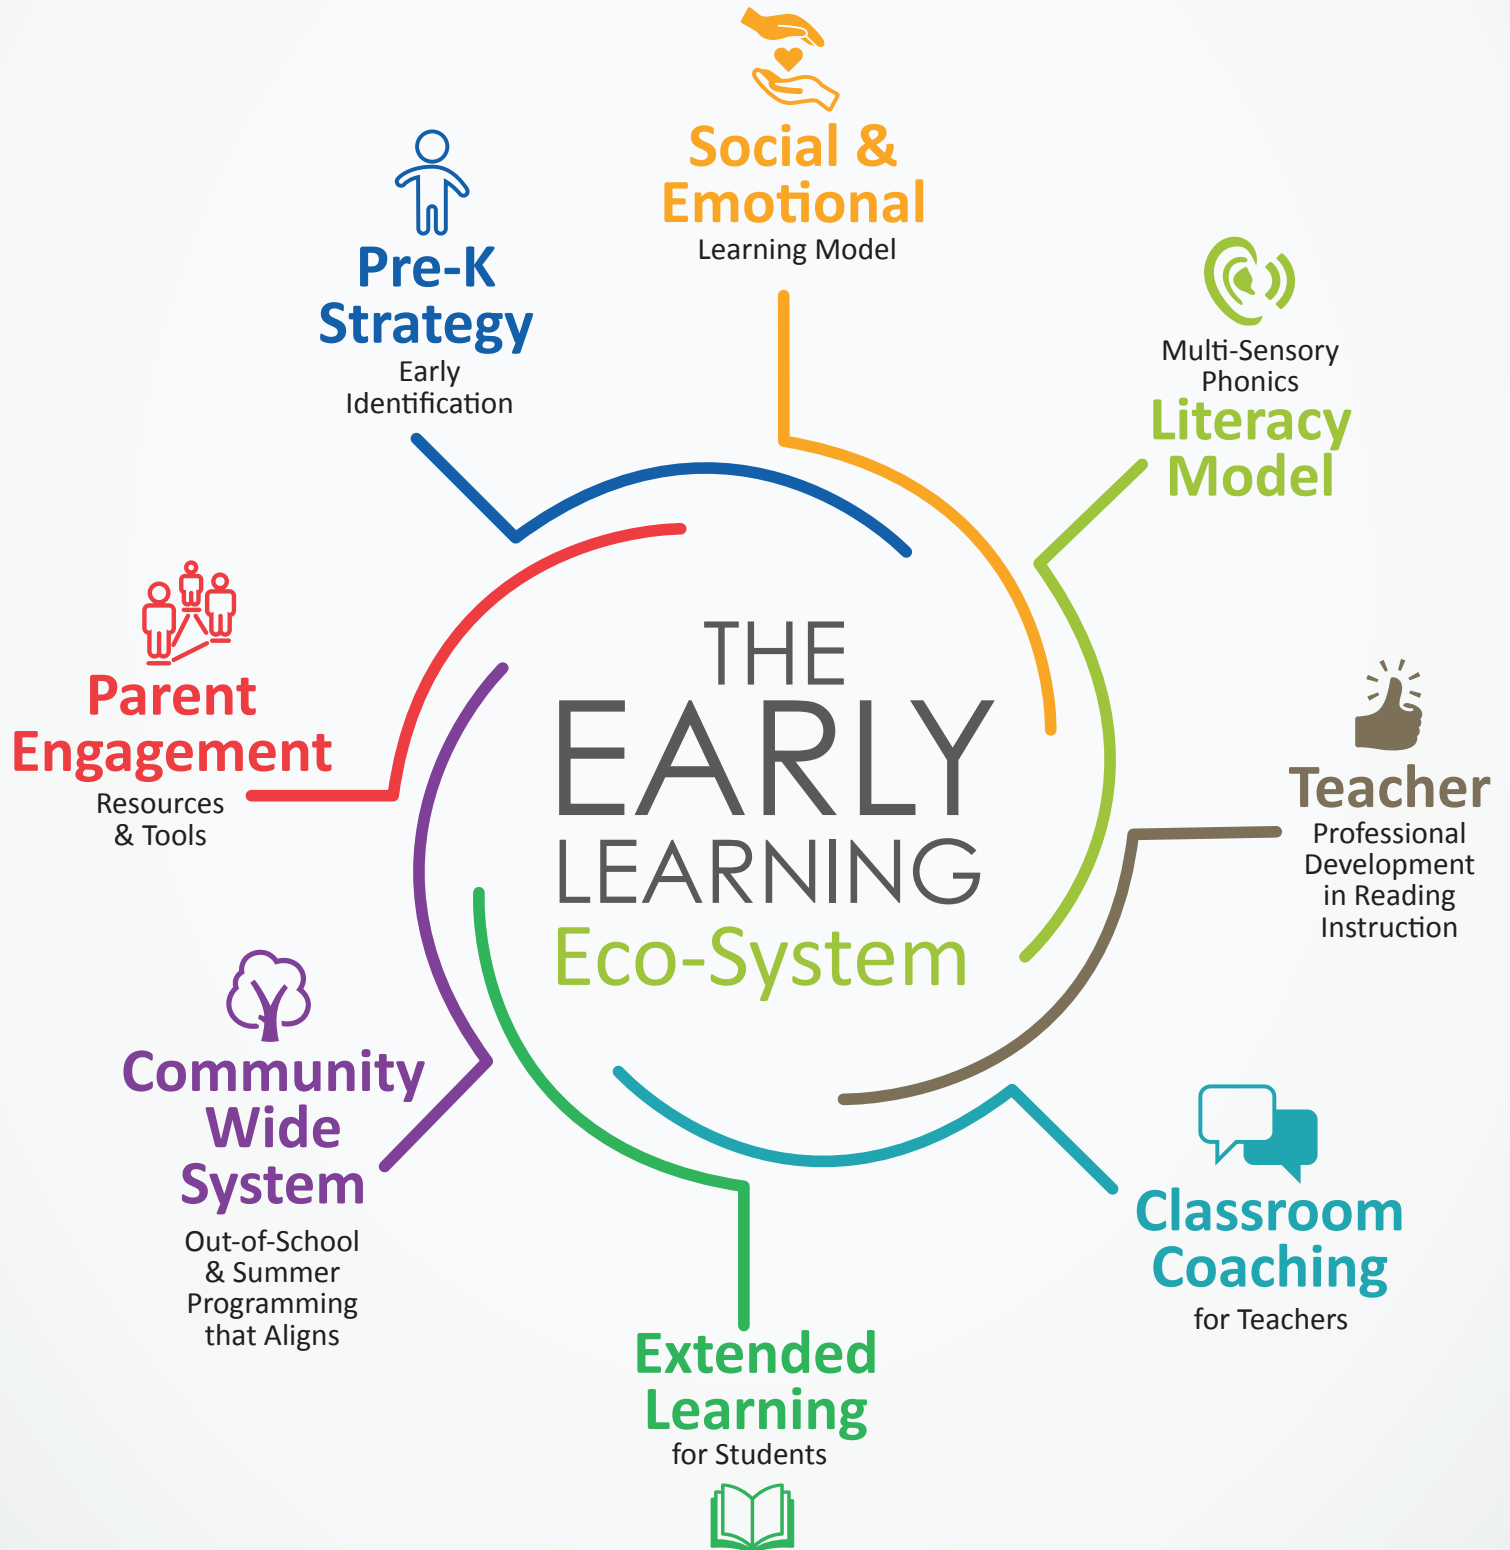 Social &
Emotional
Learning Model
Pre-K
Strategy
Early
Identification
Multi-Sensory
Phonics
Literacy
Model
THE
EARLY
LEARNING
Eco-System
Parent
Engagement
Resources
& Tools
Teacher
Professional
Development
in Reading
Instruction
Community
Wide
System
Out-of-School
& Summer
Programming
that Aligns
Classroom
Coaching
for Teachers
Extended
Learning
for Students